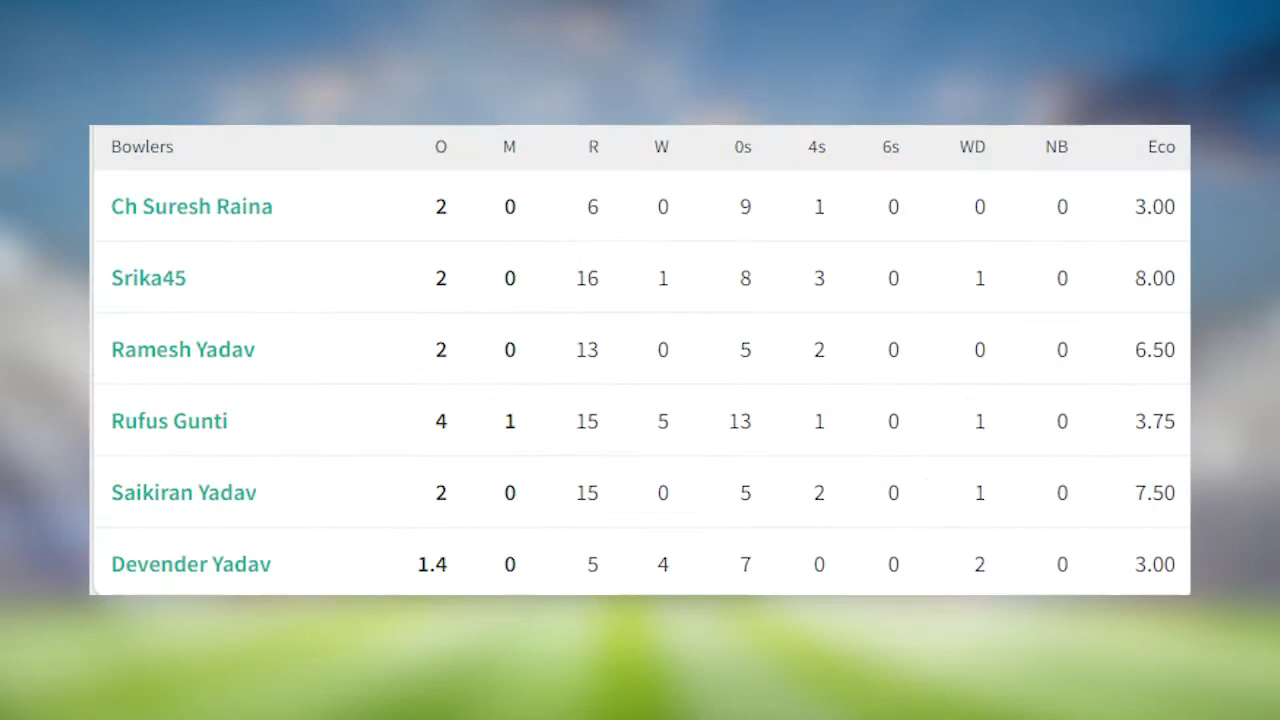 Bowlers O M R W 0s 4s 6s WD NB Eco
Ch Suresh Raina 2 0 6 0 9 1 0 0 0 3.00
Srika45 2 0 16 1 8 3 0 1 0 8.00
Ramesh Yadav 2 0 13 0 5 2 0 0 0 6.50
Rufus Gunti 4 1 15 5 13 1 0 1 0 3.75
Saikiran Yadav 2 0 15 0 5 2 0 1 0 7.50
Devender Yadav 1.4 0 5 4 7 0 0 2 0 3.00